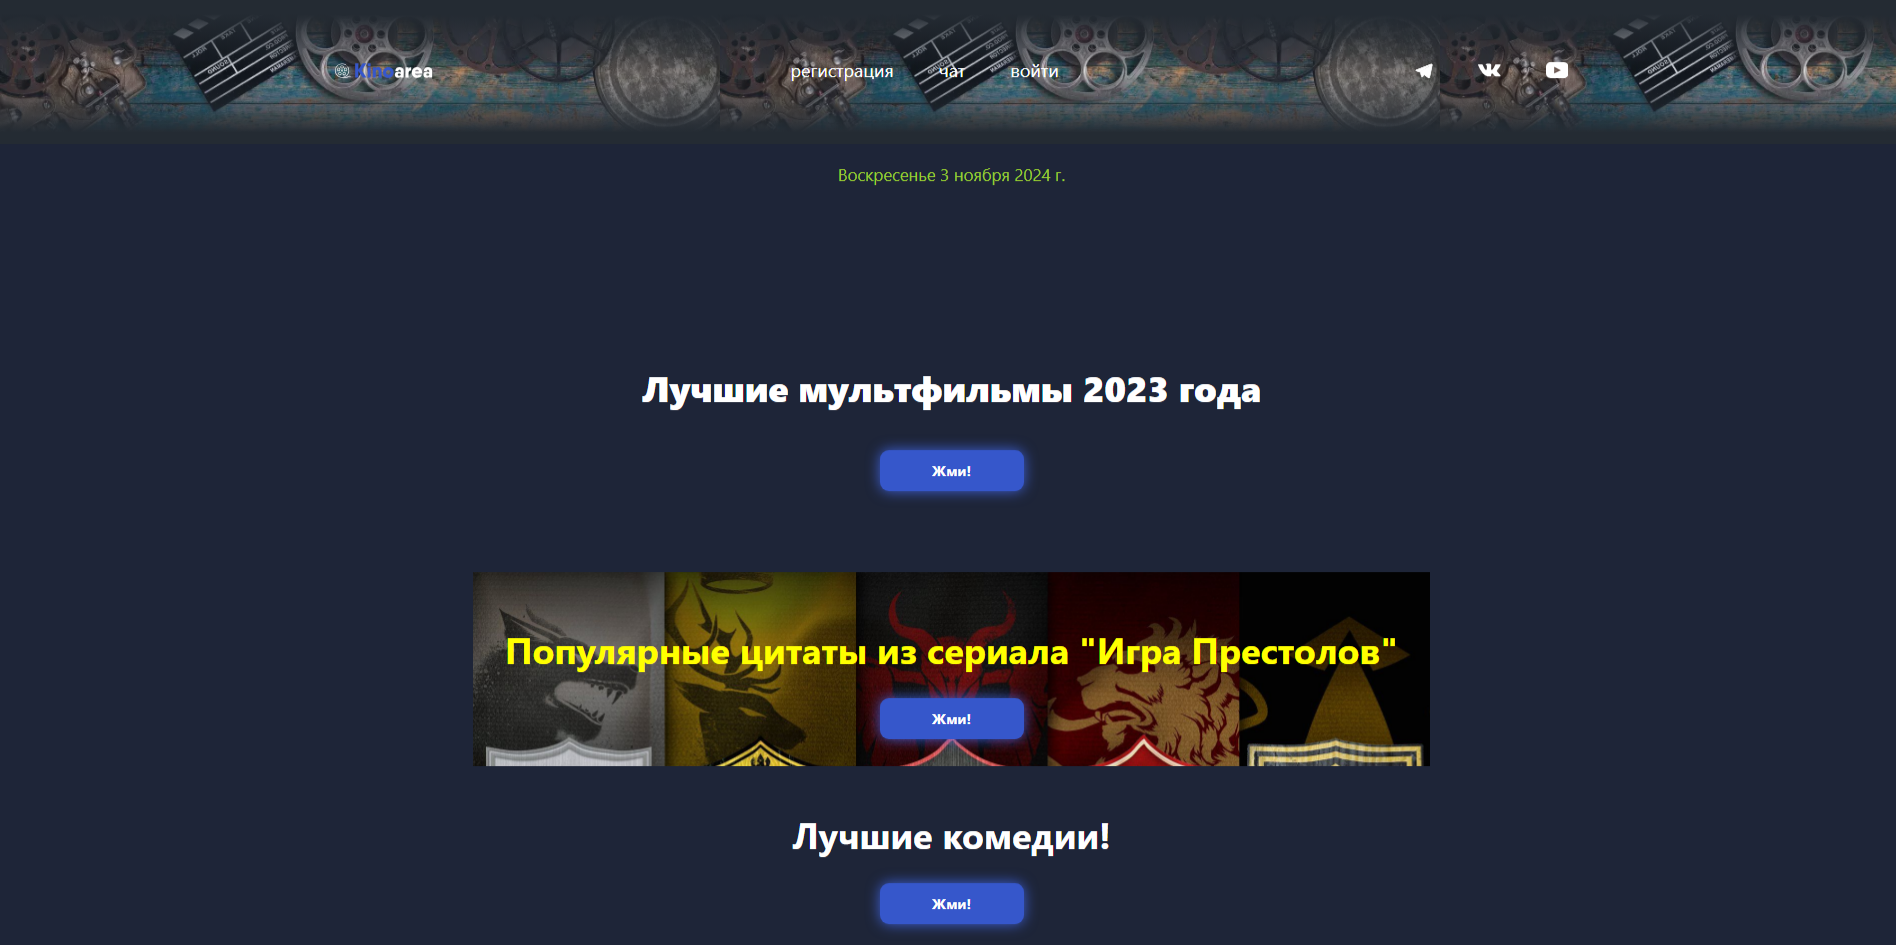 Kinoarea
регистрация чат войти
Воскресенье 3 ноября 2024 г.
Лучшие мультфильмы 2023 года
Жми!
Популярные цитаты из сериала "Игра Престолов"
Жми!
Лучшие комедии!
Жми!